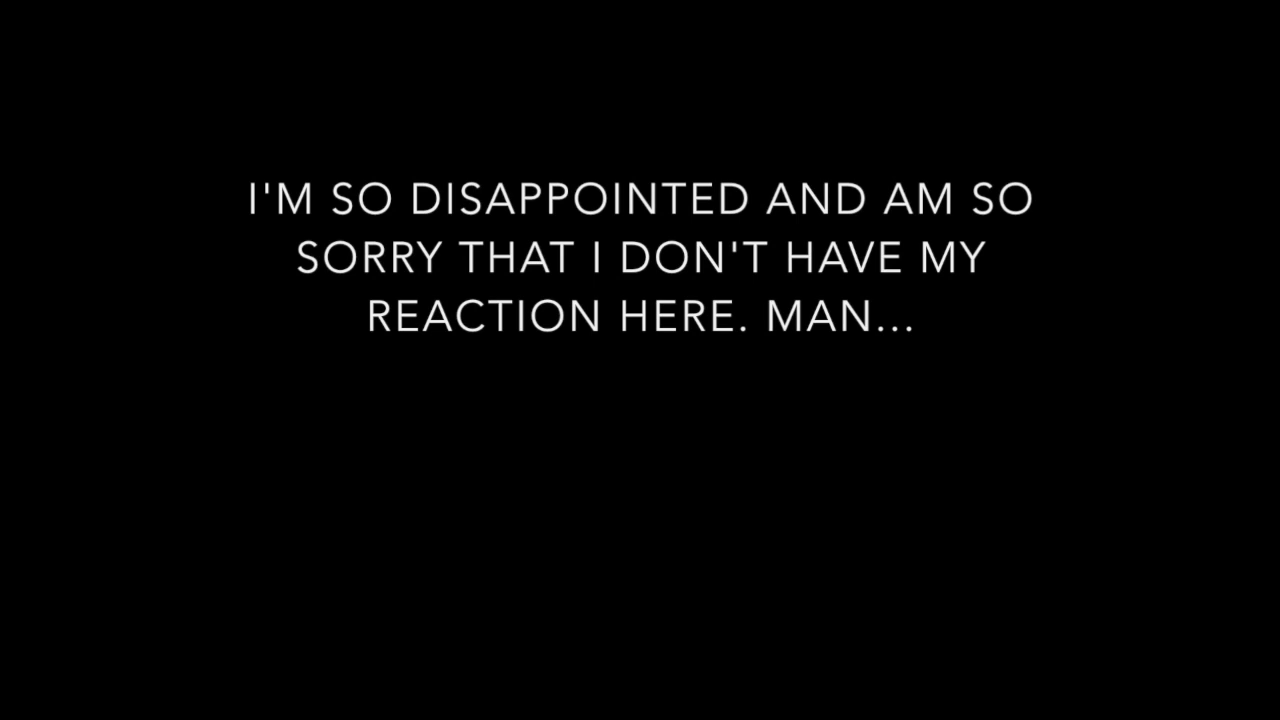 I'M SO DISAPPOINTED AND AM SO
SORRY THAT I DON'T HAVE MY
REACTION HERE. MAN...